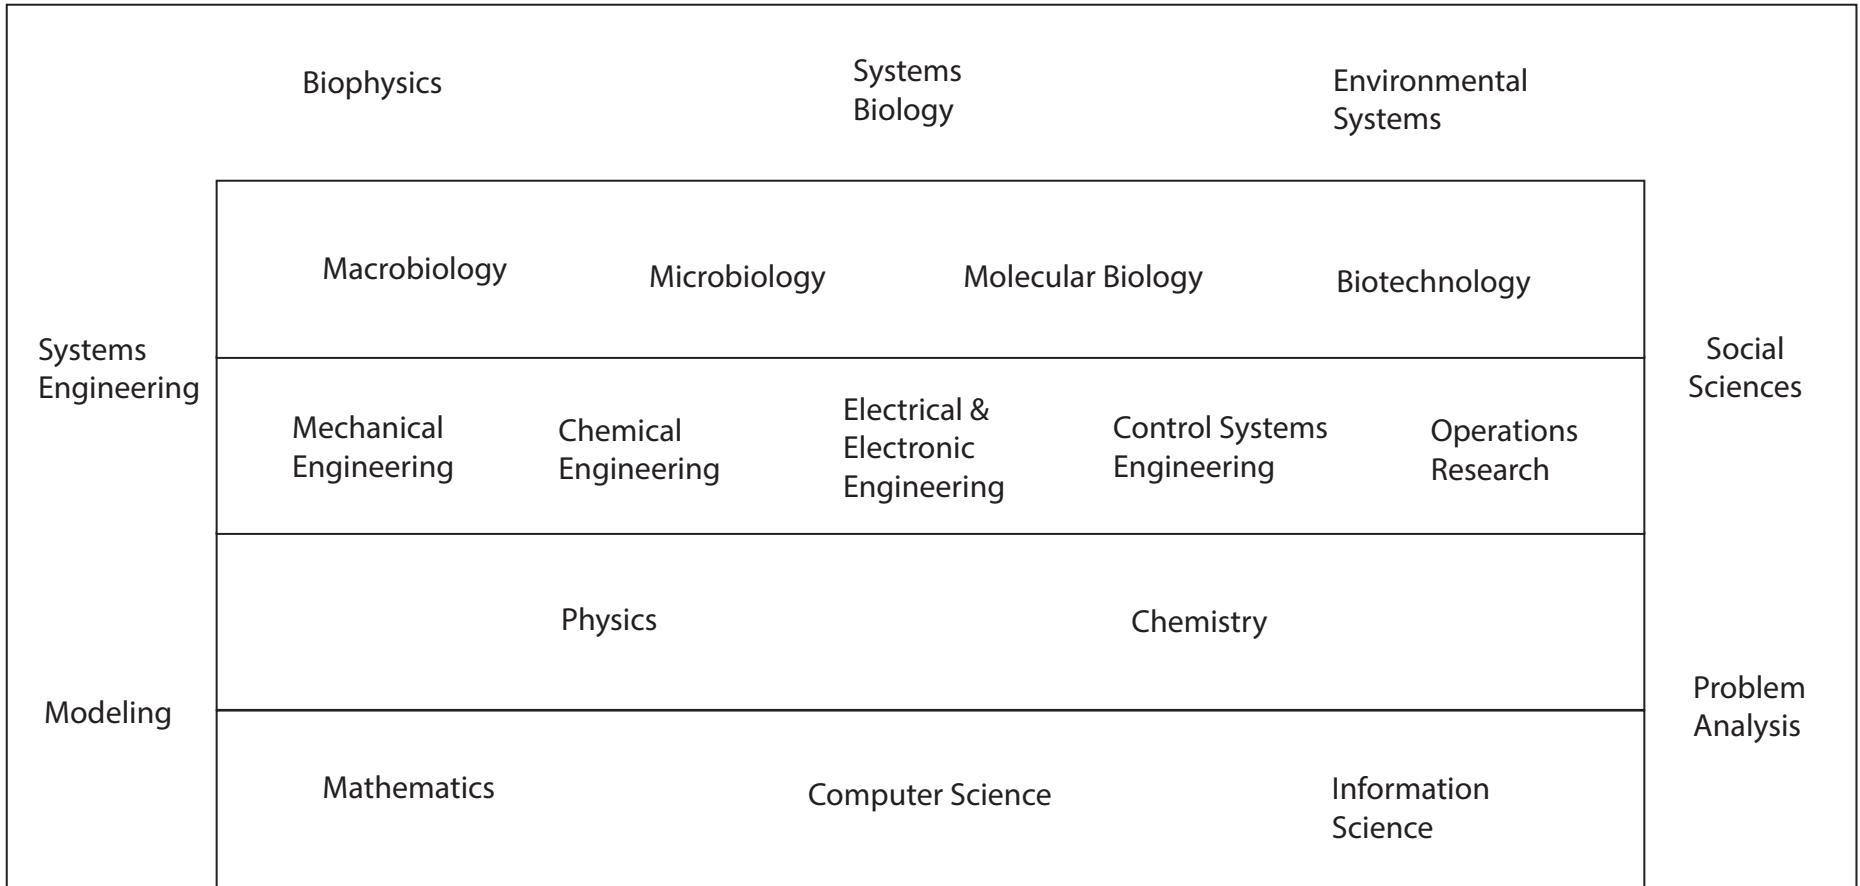 Biophysics
Systems
Biology
Environmental
Systems
Macrobiology
Microbiology
Molecular Biology
Biotechnology
Systems
Engineering
Social
Sciences
Mechanical
Engineering
Chemical
Engineering
Electrical &
Electronic
Engineering
Control Systems
Engineering
Operations
Research
Physics
Chemistry
Modeling
Problem
Analysis
Mathematics
Computer Science
Information
Science